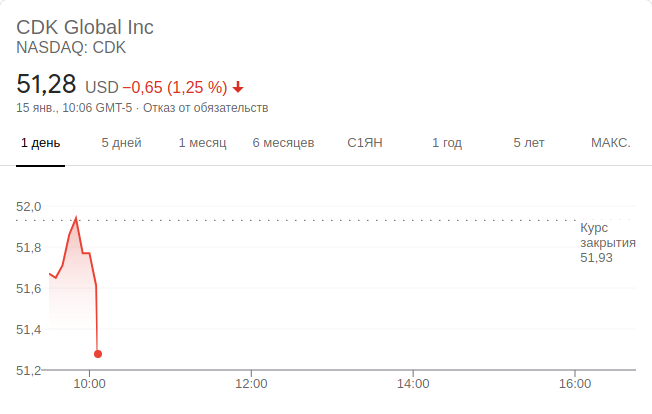 CDK Global Inc
NASDAQ: CDK
51,28 USD −0,65 (1,25 %)
15 янв., 10:06 GMT-5 · Отказ от обязательств
1 день 5 дней 1 месяц 6 месяцев С1ЯН 1 год 5 лет МАКС.
52,0
Курс
закрытия
51,93
51,8
51,6
51,4
51,2
10:00 12:00 14:00 16:00